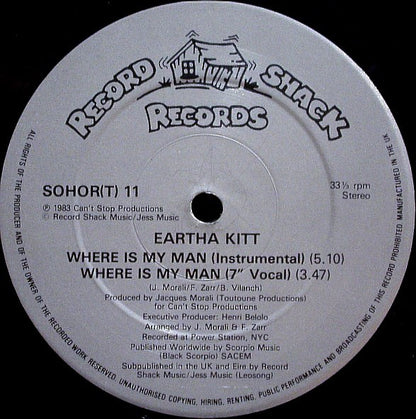 RECORD SHACK
RECORDS
SOHOR(T) 11
℗ 1983 Can't Stop Productions
© Record Shack Music/Jess Music
33⅓ rpm
Stereo
EARTHA KITT
WHERE IS MY MAN (Instrumental) (5.10)
WHERE IS MY MAN (7" Vocal) (3.47)
(J. Morali/F. Zarr/B. Vilanch)
Produced by Jacques Morali (Toutoune Productions)
for Can't Stop Productions
Executive Producer: Henri Belolo
Arranged by J. Morali & F. Zarr
Recorded at Power Station, NYC
Published Worldwide by Scorpio Music
(Black Scorpio) SACEM
Subpublished in the UK and Eire by Record
Shack Music/Jess Music (Leosong)
ALL RIGHTS OF THE PRODUCER AND OF THE OWNER OF THE RECORDED WORK RESERVED. UNAUTHORISED COPYING, HIRING, RENTING, PUBLIC PERFORMANCE AND BROADCASTING OF THIS RECORD PROHIBITED. MANUFACTURED IN THE UK.